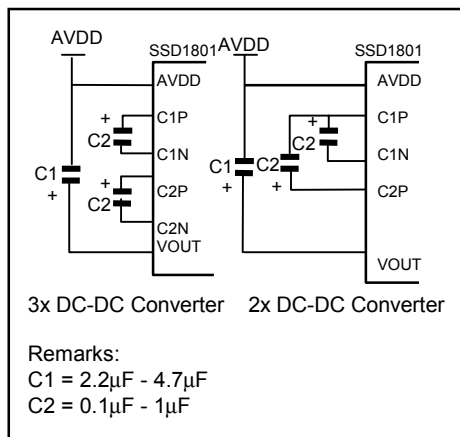 AVDD
SSD1801
AVDD
C1P
+
C2
C1N
C1
+
+
C2
C2P
C2N
VOUT
AVDD
SSD1801
AVDD
C1P
+
C2
C1N
C1
C2
+
+
C2P
VOUT
3x DC-DC Converter
2x DC-DC Converter
Remarks:
C1 = 2.2μF - 4.7μF
C2 = 0.1μF - 1μF